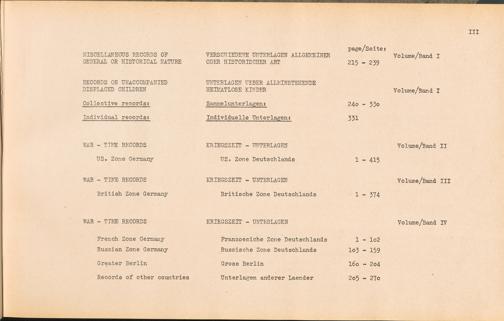 III
page/Seite:
MISCELLANEOUS RECORDS OF VERSCHIEDENE UNTERLAGEN ALLGEMEINER Volume/Band I
GENERAL OR HISTORICAL NATURE ODER HISTORISCHER ART 215 - 239
RECORDS ON UNACCOMPANIED UNTERLAGEN UEBER ALLEINSTEHENDE
DISPLACED CHILDREN HEIMATLOSE KINDER Volume/Band I
Collective records: Sammelunterlagen: 240 - 330
Individual records: Individuelle Unterlagen: 331
WAR - TIME RECORDS KRIEGSZEIT - UNTERLAGEN Volume/Band II
US. Zone Germany US. Zone Deutschlands 1 - 415
WAR - TIME RECORDS KRIEGSZEIT - UNTERLAGEN Volume/Band III
British Zone Germany Britische Zone Deutschlands 1 - 374
WAR - TIME RECORDS KRIEGSZEIT - UNTERLAGEN Volume/Band IV
French Zone Germany Franzoesiche Zone Deutschlands 1 - 102
Russian Zone Germany Russische Zone Deutschlands 103 - 159
Greater Berlin Gross Berlin 160 - 204
Records of other countries Unterlagen anderer Laender 205 - 270